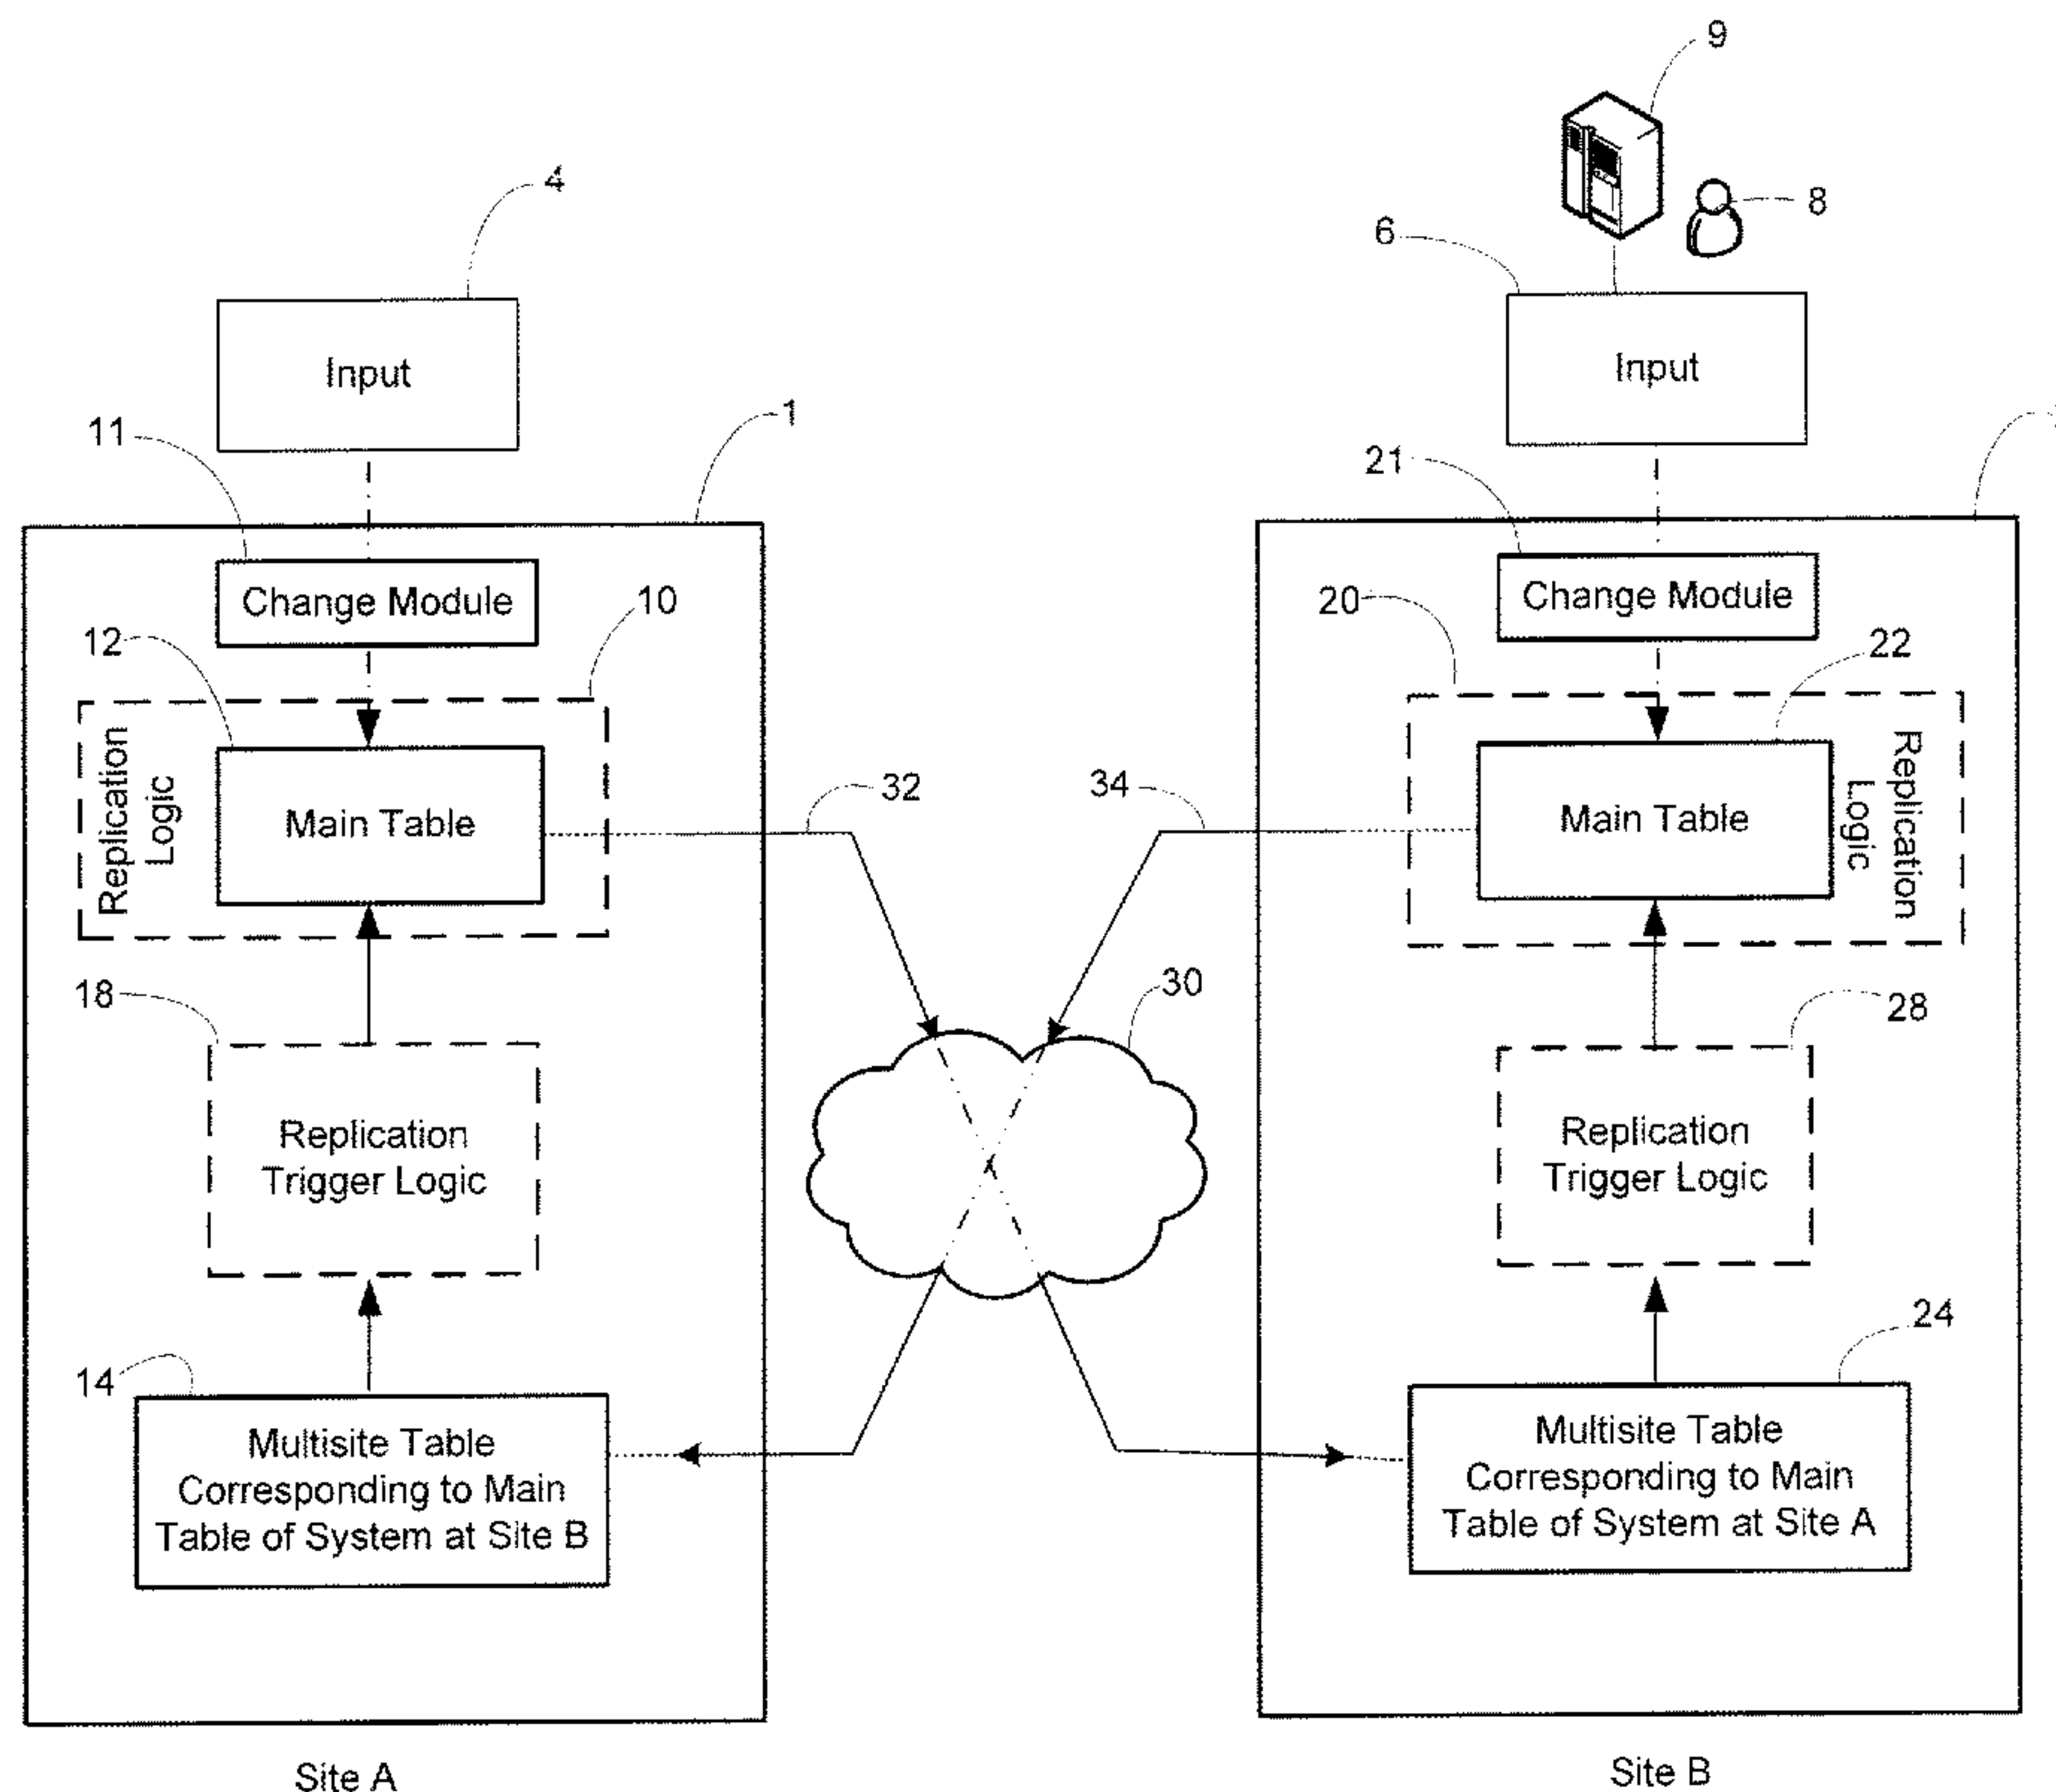 9
4
8
6
Input
Input
1
11
21
Change Module
10
Change Module
20
12
22
Replication
Logic
Main Table
32
34
Main Table
Replication
Logic
18
30
28
Replication
Trigger Logic
Replication
Trigger Logic
14
24
Multisite Table
Corresponding to Main
Table of System at Site B
Multisite Table
Corresponding to Main
Table of System at Site A
Site A
Site B